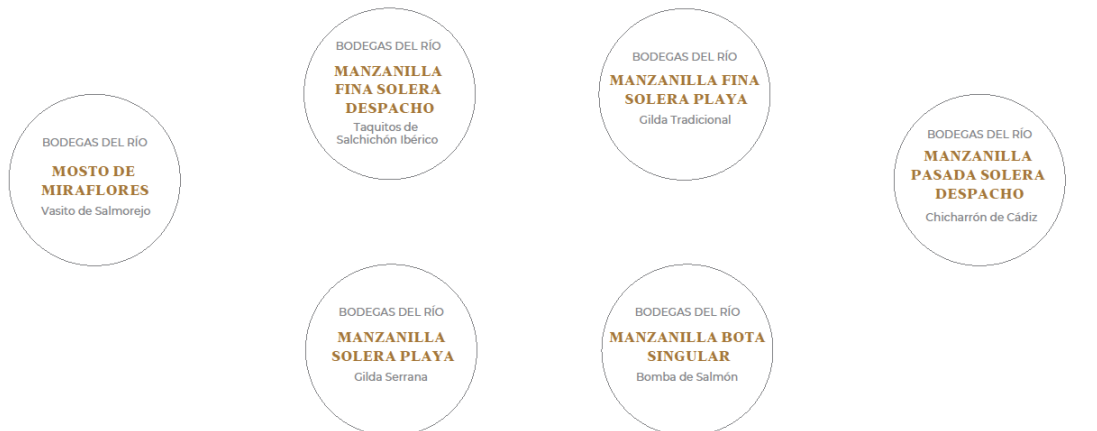 BODEGAS DEL RÍO
MOSTO DE
MIRAFLORES
Vasito de Salmorejo
BODEGAS DEL RÍO
MANZANILLA
FINA SOLERA
DESPACHO
Taquitos de
Salchichón Ibérico
BODEGAS DEL RÍO
MANZANILLA FINA
SOLERA PLAYA
Gilda Tradicional
BODEGAS DEL RÍO
MANZANILLA
PASADA SOLERA
DESPACHO
Chicharrón de Cádiz
BODEGAS DEL RÍO
MANZANILLA
SOLERA PLAYA
Gilda Serrana
BODEGAS DEL RÍO
MANZANILLA BOTA
SINGULAR
Bomba de Salmón